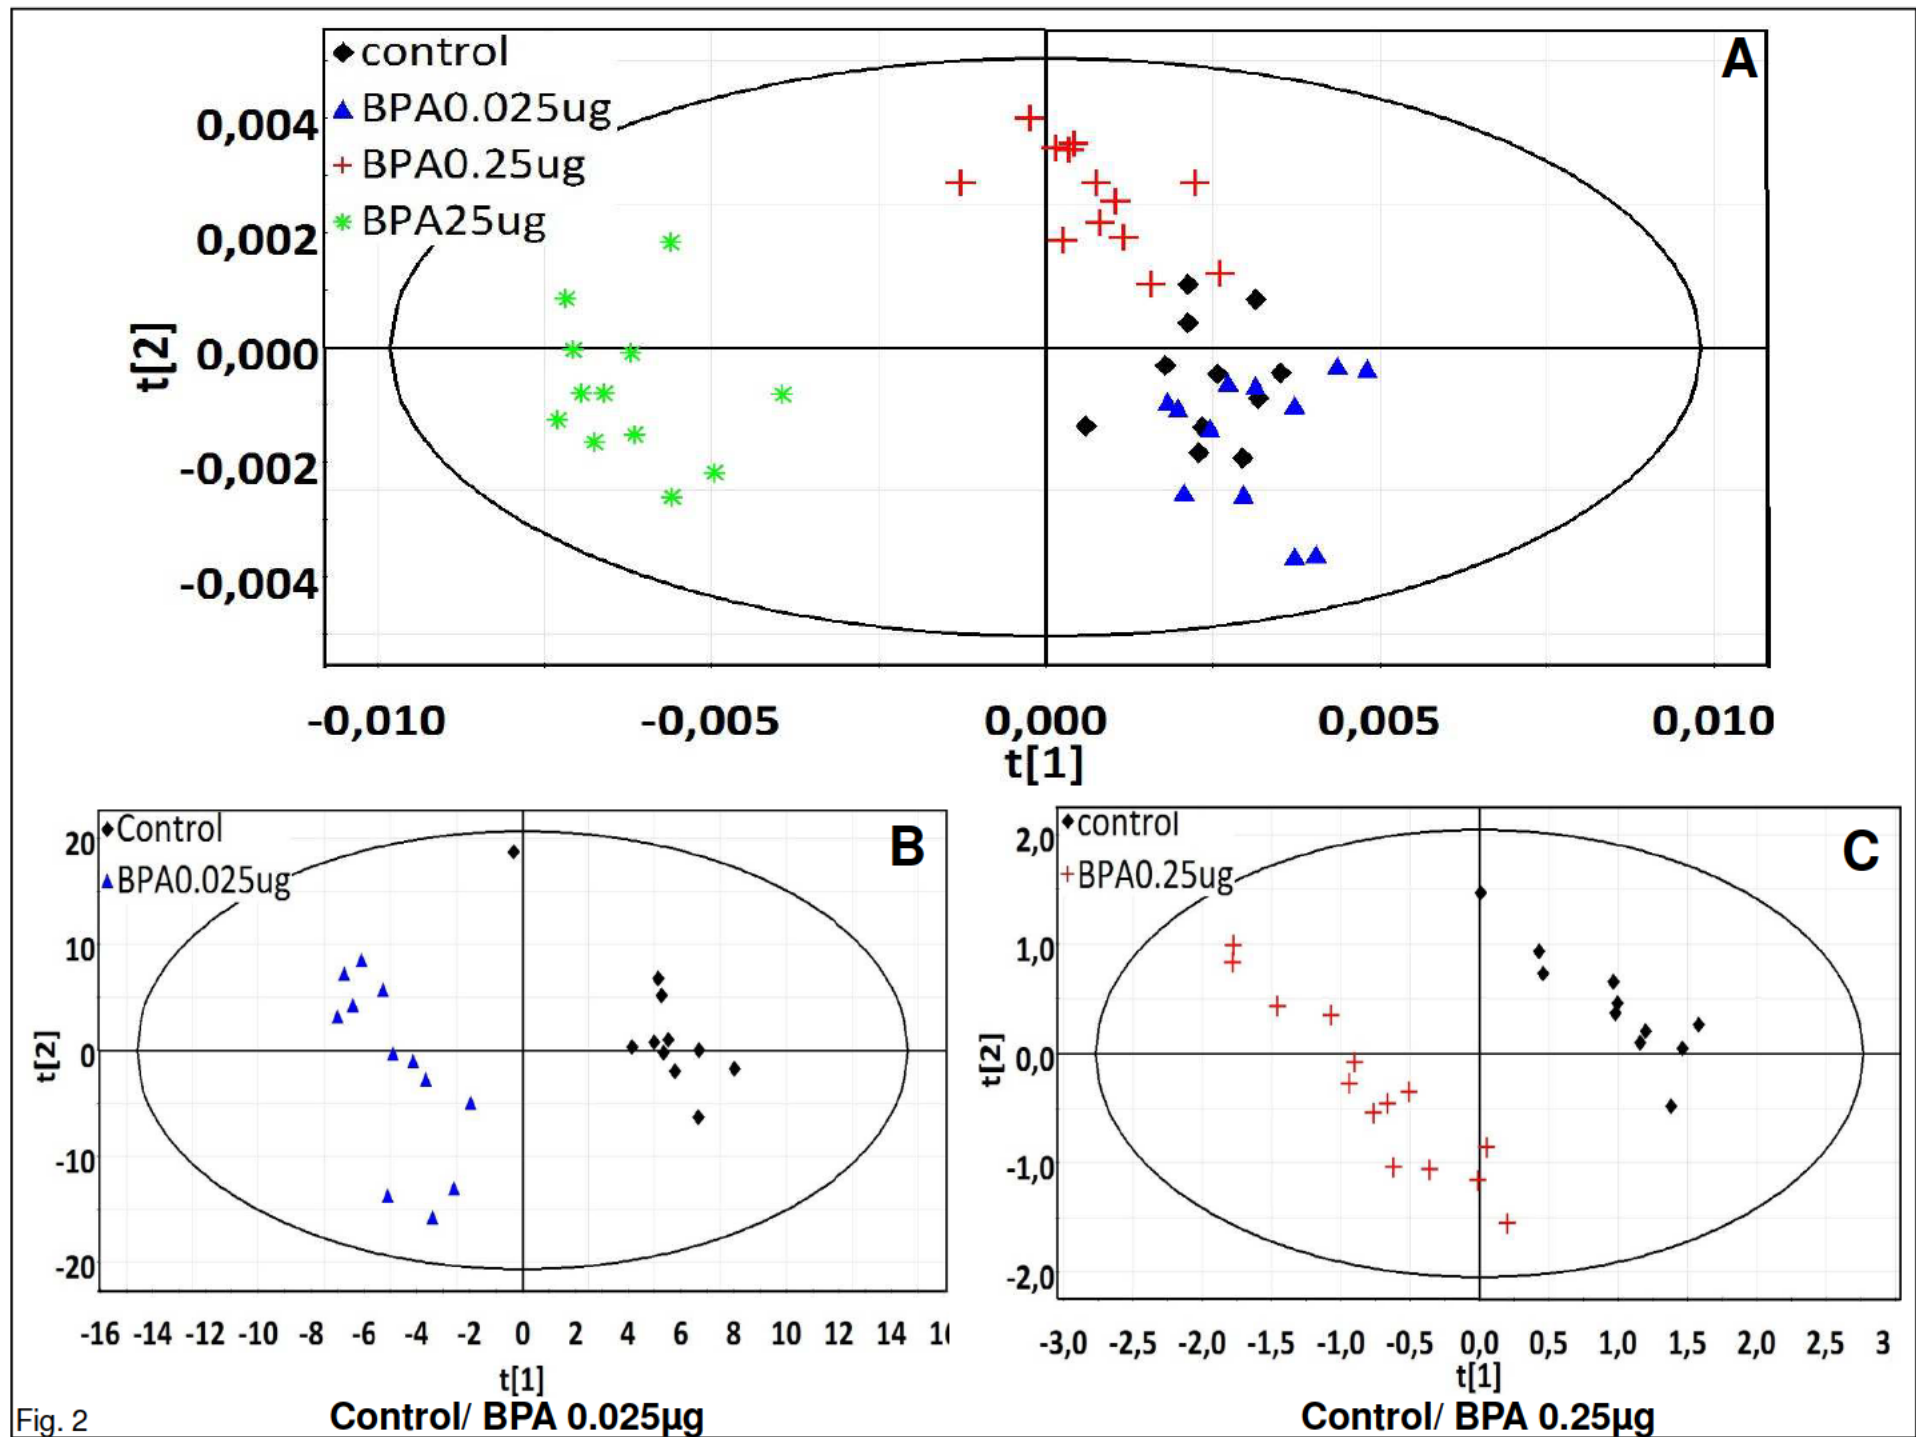 control
BPA0.025ug
BPA0.25ug
BPA25ug
A
0,004
0,002
0,000
-0,002
-0,004
t[2]
-0,010 -0,005 0,000 0,005 0,010
t[1]
Control
BPA0.025ug
B
20
10
0
-10
-20
t[2]
-16 -14 -12 -10 -8 -6 -4 -2 0 2 4 6 8 10 12 14
t[1]
Control/ BPA 0.025µg
control
BPA0.25ug
C
2,0
1,0
0,0
-1,0
-2,0
t[2]
-3,0 -2,5 -2,0 -1,5 -1,0 -0,5 0,0 0,5 1,0 1,5 2,0 2,5 3
t[1]
Control/ BPA 0.25µg
Fig. 2